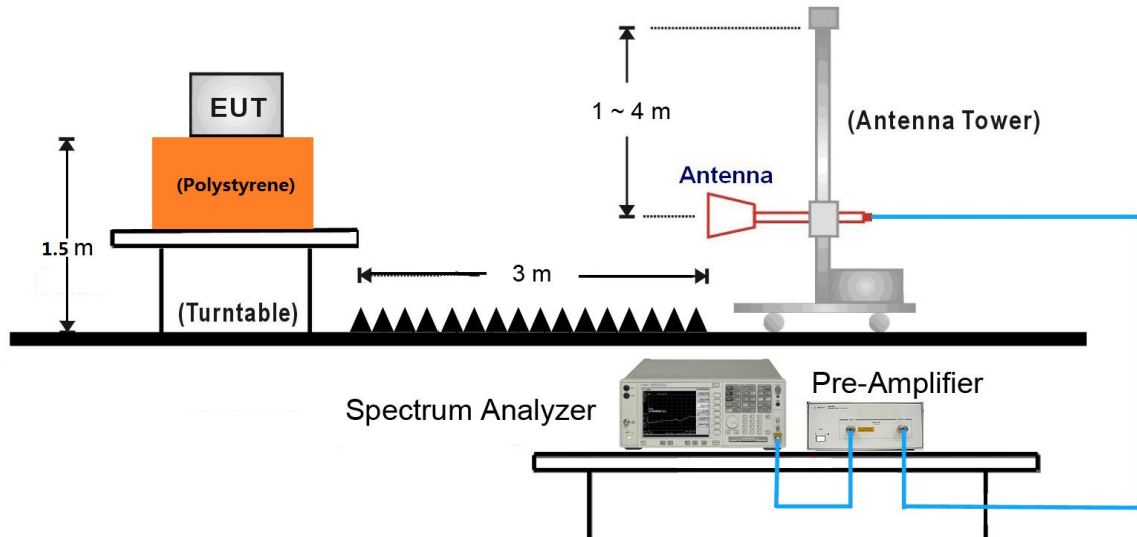 EUT
1 ~ 4 m
(Antenna Tower)
Antenna
(Polystyrene)
1.5 m
3 m
(Turntable)
Spectrum Analyzer
Pre-Amplifier